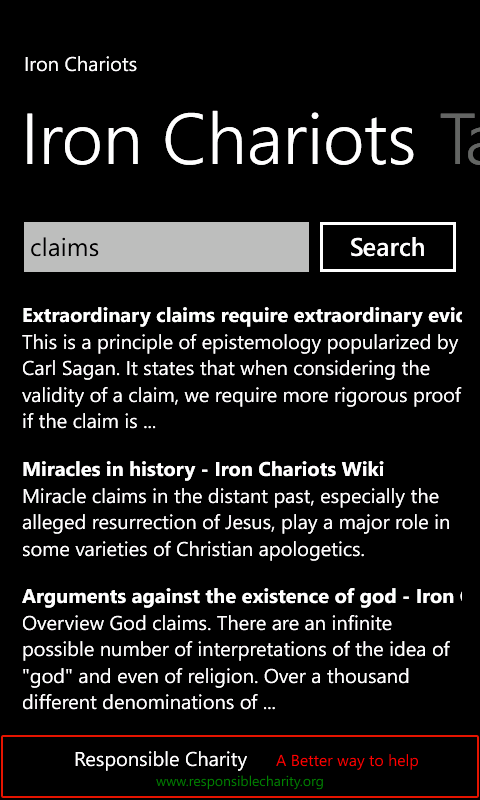 Iron Chariots
Iron Chariots Ta
claims Search
Extraordinary claims require extraordinary evid
This is a principle of epistemology popularized by
Carl Sagan. It states that when considering the
validity of a claim, we require more rigorous proof
if the claim is ...
Miracles in history - Iron Chariots Wiki
Miracle claims in the distant past, especially the
alleged resurrection of Jesus, play a major role in
some varieties of Christian apologetics.
Arguments against the existence of god - Iron
Overview God claims. There are an infinite
possible number of interpretations of the idea of
"god" and even of religion. Over a thousand
different denominations of ...
Responsible Charity A Better way to help
www.responsiblecharity.org